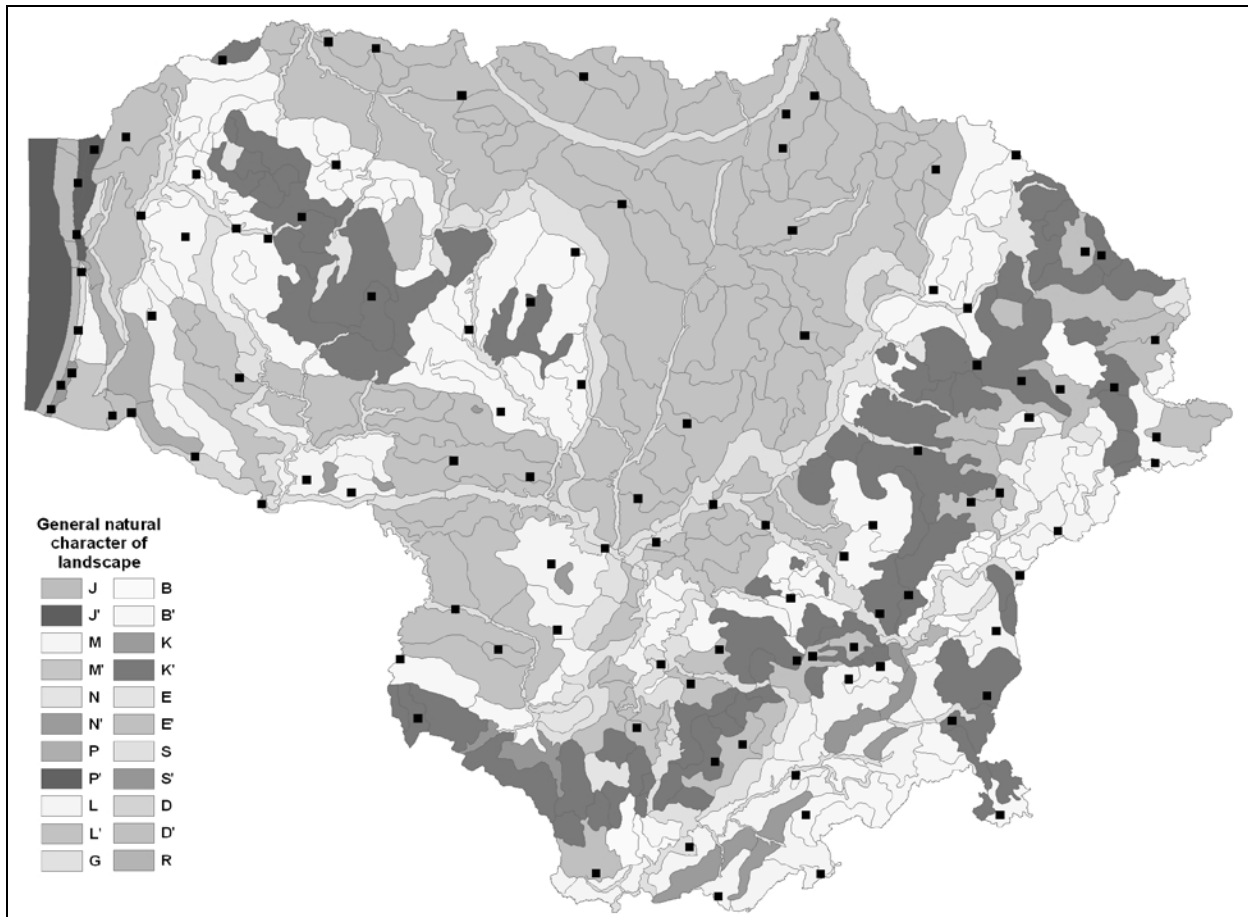 General natural
character of
landscape
J B
J' B'
M K
M' K'
N E
N' E'
P S
P' S'
L D
L' D'
G R